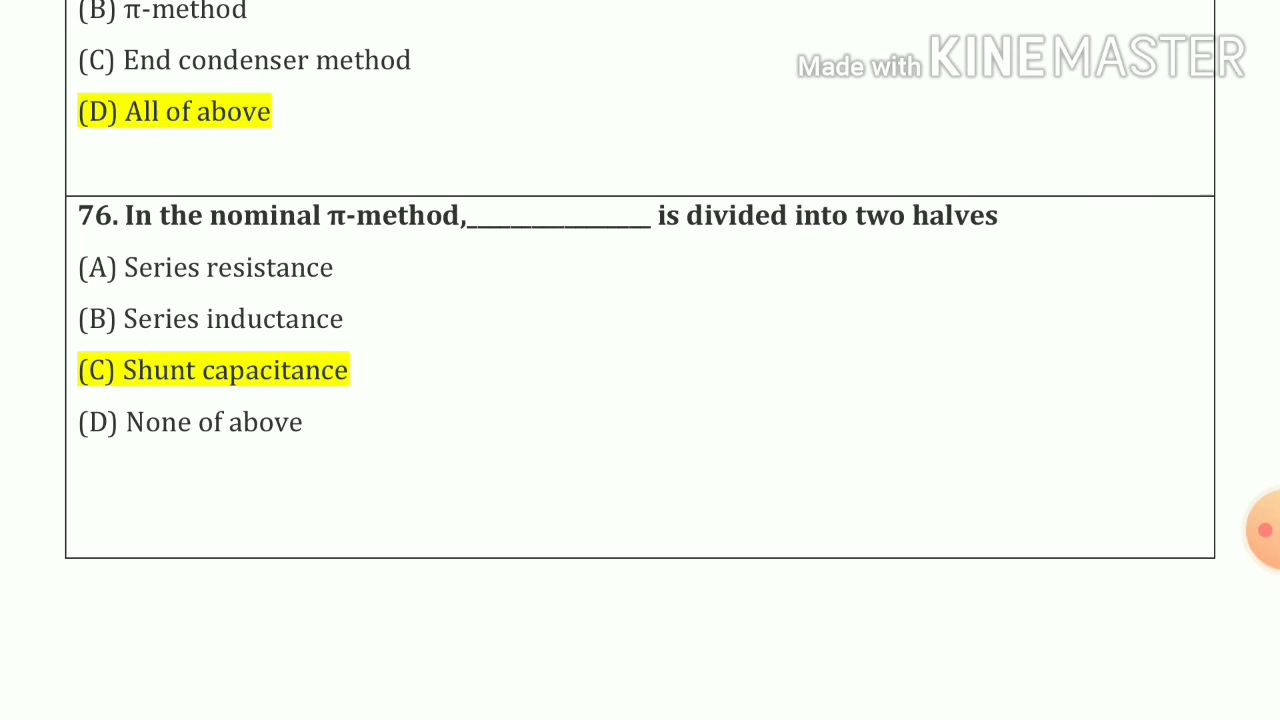 (B) π-method
(C) End condenser method
Made with KINEMASTER
(D) All of above
76. In the nominal π-method,______________ is divided into two halves
(A) Series resistance
(B) Series inductance
(C) Shunt capacitance
(D) None of above